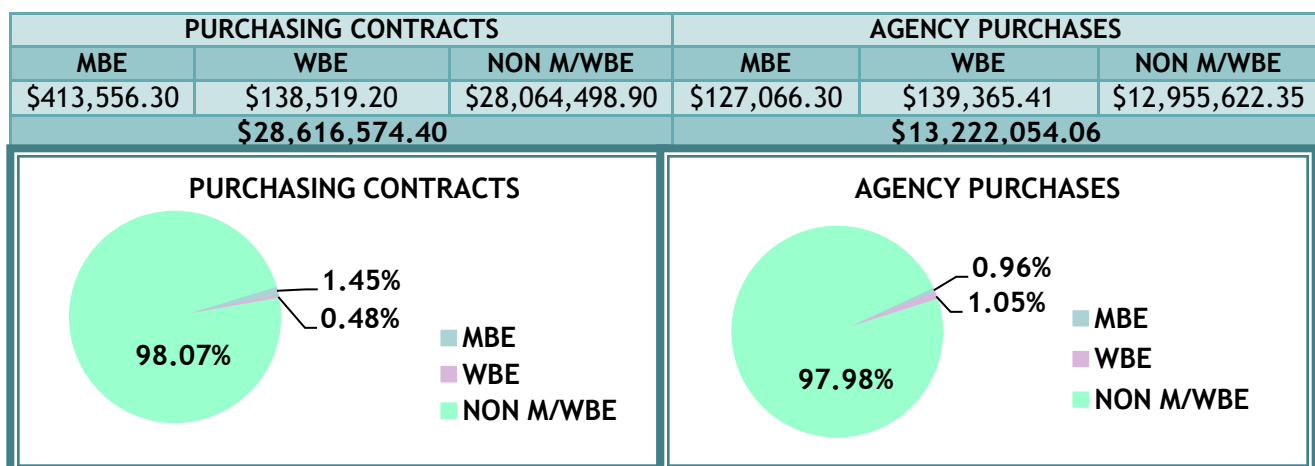 PURCHASING CONTRACTS AGENCY PURCHASES
MBE WBE NON M/WBE MBE WBE NON M/WBE
$413,556.30 $138,519.20 $28,064,498.90 $127,066.30 $139,365.41 $12,955,622.35
$28,616,574.40 $13,222,054.06
PURCHASING CONTRACTS
1.45%
0.48%
98.07%
MBE
WBE
NON M/WBE
AGENCY PURCHASES
0.96%
1.05%
97.98%
MBE
WBE
NON M/WBE